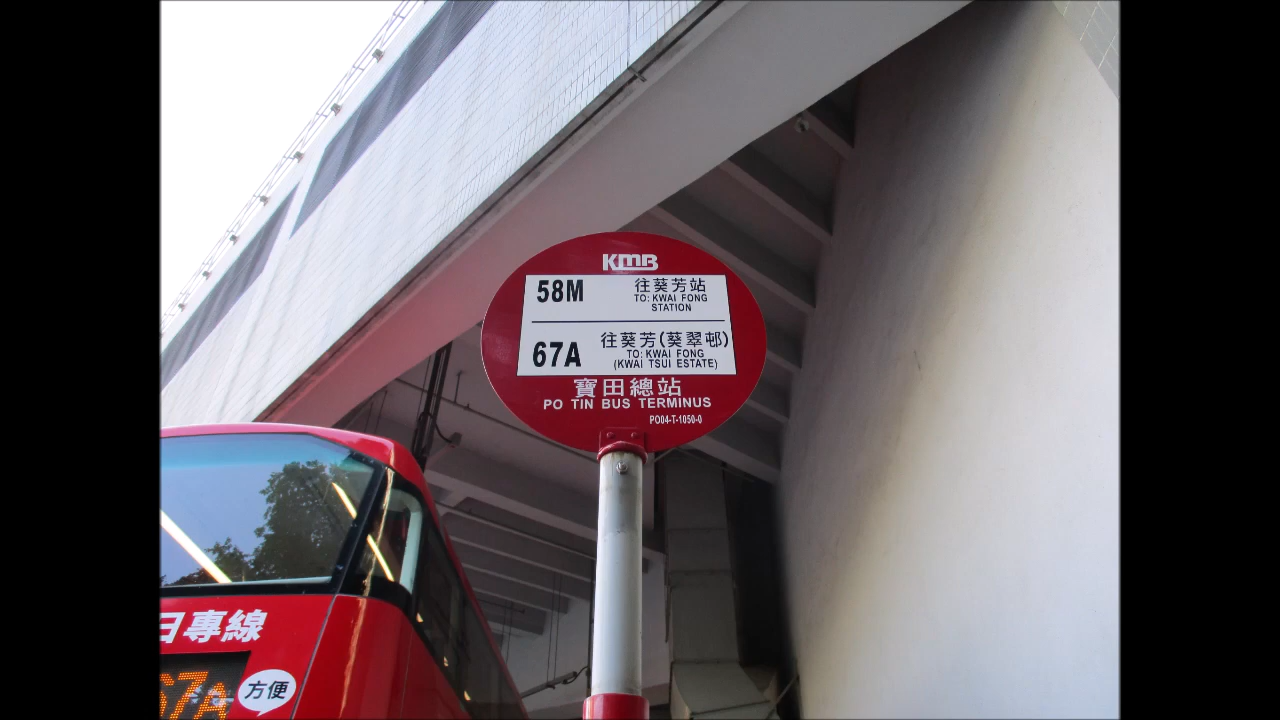 KMB
58M 往葵芳站
TO: KWAI FONG
STATION
67A 往葵芳(葵翠邨)
TO: KWAI FONG
(KWAI TSUI ESTATE)
寶田總站
PO TIN BUS TERMINUS
PO04-T-1050-0
日專線
67A
方便